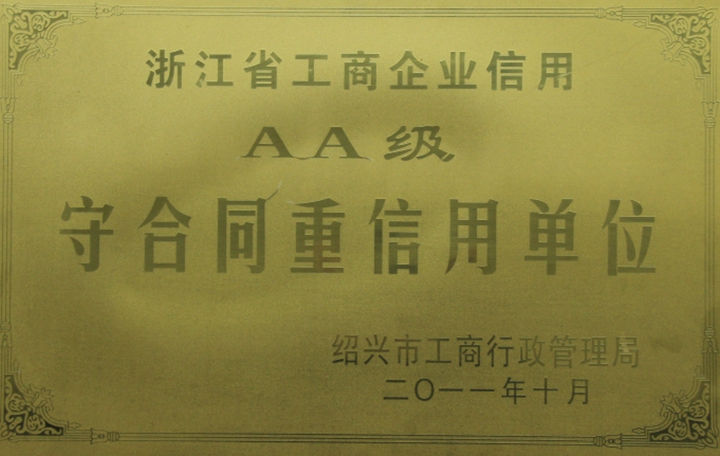 浙江省工商企业信用
AA级
守合同重信用单位
绍兴市工商行政管理局
二〇一一年十月